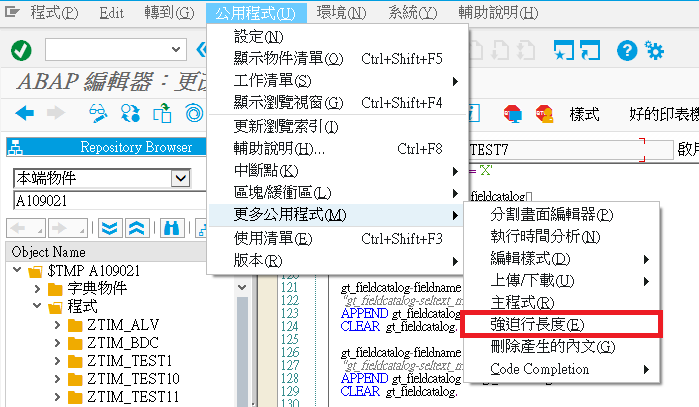 程式(P) Edit 轉到(G) 公用程式(U) 環境(N) 系統(Y) 輔助說明(H)
ABAP 編輯器：更改
樣式 好的印表機
設定(N)
顯示物件清單(O) Ctrl+Shift+F5
工作清單(S)
顯示瀏覽視窗(G) Ctrl+Shift+F4
更新瀏覽索引(I)
輔助說明(H)... Ctrl+F8
中斷點(K)
區塊/緩衝區(L)
更多公用程式(M)
使用清單(E) Ctrl+Shift+F3
版本(R)
分割畫面編輯器(P)
執行時間分析(N)
編輯樣式(D)
上傳/下載(U)
主程式(R)
強迫行長度(E)
刪除產生的內文(G)
Code Completion
Repository Browser
本端物件
A109021
Object Name
$TMP A109021
字典物件
程式
ZTIM_ALV
ZTIM_BDC
ZTIM_TEST1
ZTIM_TEST10
ZTIM_TEST11
TEST7
= 'X'
fieldcatalog[]
120
121 gt_fieldcatalog-fieldname
122 "gt_fieldcatalog-seltext_m
123 APPEND gt_fieldcatalog.
124 CLEAR gt_fieldcatalog.
125
126 gt_fieldcatalog-fieldname
127 "gt_fieldcatalog-seltext_m
128 APPEND gt_fieldcatalog.
129 CLEAR gt_fieldcatalog.
130